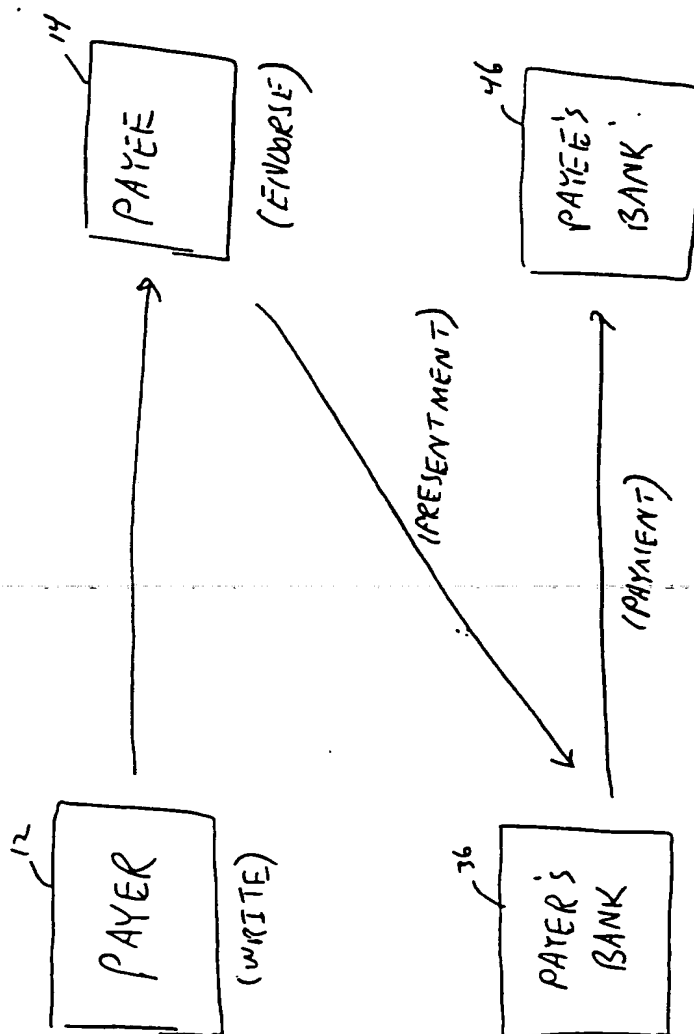 12
PAYER
(WRITE)
14
PAYEE
(ENDORSE)
(PRESENTMENT)
36
PAYER'S
BANK
(PAYMENT)
46
PAYEE'S
BANK